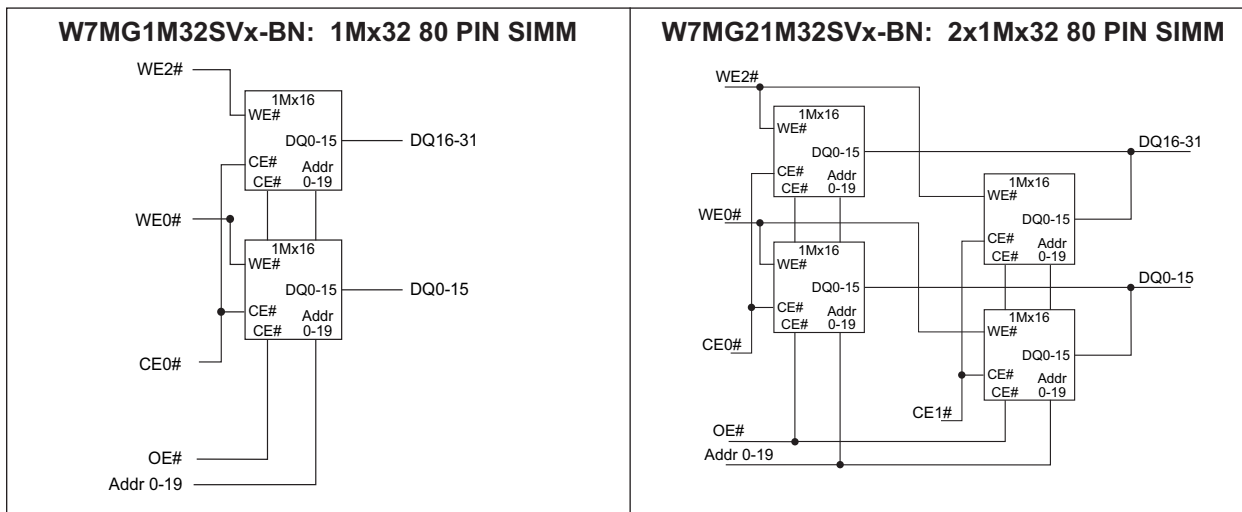 W7MG1M32SVx-BN: 1Mx32 80 PIN SIMM
WE2#
1Mx16
WE#
DQ0-15
DQ16-31
CE#
Addr
CE#
0-19
WE0#
1Mx16
WE#
DQ0-15
DQ0-15
CE#
Addr
CE#
0-19
CE0#
OE#
Addr 0-19
W7MG21M32SVx-BN: 2x1Mx32 80 PIN SIMM
WE2#
1Mx16
WE#
DQ0-15
DQ16-31
CE#
Addr
CE#
0-19
1Mx16
WE#
DQ0-15
CE#
Addr
CE#
0-19
WE0#
1Mx16
WE#
DQ0-15
DQ0-15
CE#
Addr
CE#
0-19
1Mx16
WE#
DQ0-15
CE#
Addr
CE#
0-19
CE0#
CE1#
OE#
Addr 0-19